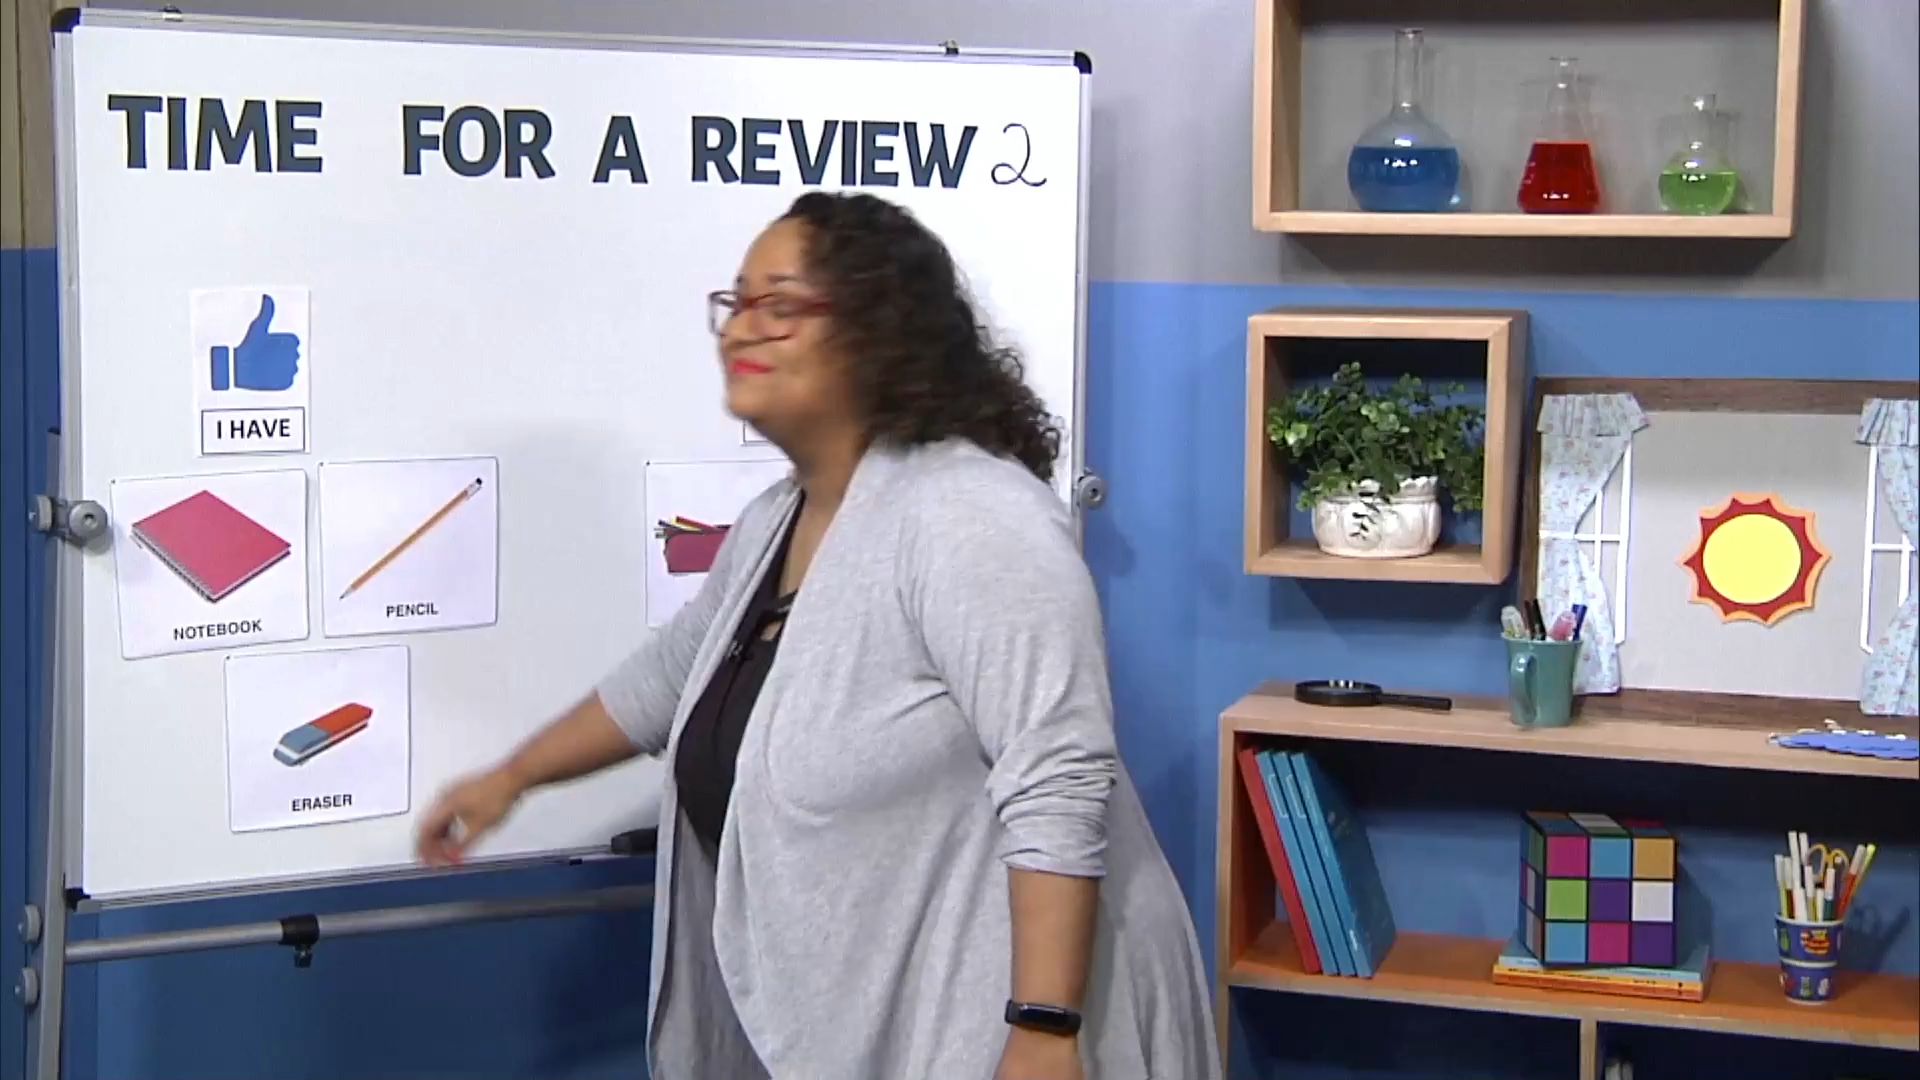 TIME FOR A REVIEW 2
I HAVE
NOTEBOOK
PENCIL
ERASER